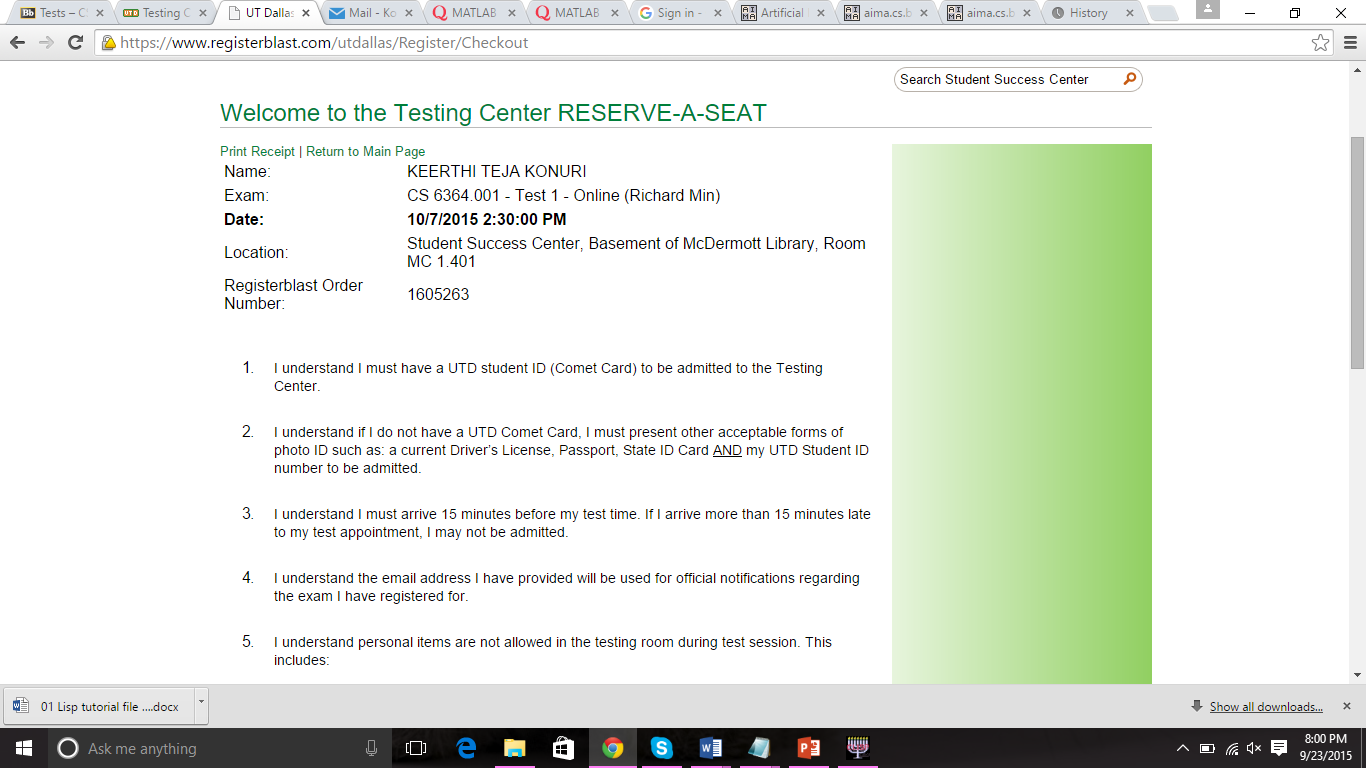 Tests – C
Testing C
UT Dallas
Mail - Ko
MATLAB
MATLAB
Sign in -
Artificial
aima.cs.b
aima.cs.b
History
https://www.registerblast.com/utdallas/Register/Checkout
Search Student Success Center
Welcome to the Testing Center RESERVE-A-SEAT
Print Receipt | Return to Main Page
Name: KEERTHI TEJA KONURI
Exam: CS 6364.001 - Test 1 - Online (Richard Min)
Date: 10/7/2015 2:30:00 PM
Location: Student Success Center, Basement of McDermott Library, Room
MC 1.401
Registerblast Order
Number: 1605263
1. I understand I must have a UTD student ID (Comet Card) to be admitted to the Testing
Center.
2. I understand if I do not have a UTD Comet Card, I must present other acceptable forms of
photo ID such as: a current Driver's License, Passport, State ID Card AND my UTD Student ID
number to be admitted.
3. I understand I must arrive 15 minutes before my test time. If I arrive more than 15 minutes late
to my test appointment, I may not be admitted.
4. I understand the email address I have provided will be used for official notifications regarding
the exam I have registered for.
5. I understand personal items are not allowed in the testing room during test session. This
includes:
01 Lisp tutorial file ....docx
Show all downloads...
Ask me anything
8:00 PM
9/23/2015